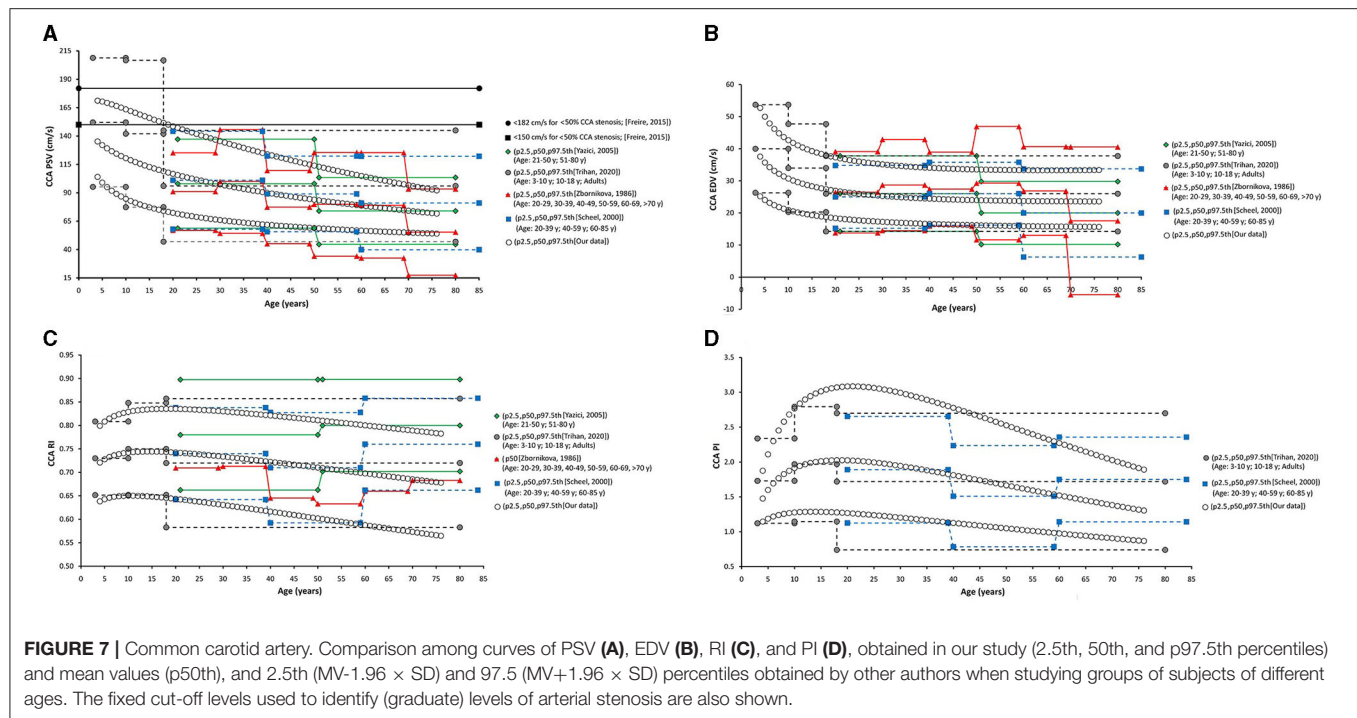 A
CCA PSV (cm/s)
215
190
165
140
115
90
65
40
15
0 5 10 15 20 25 30 35 40 45 50 55 60 65 70 75 80 85
Age (years)
<182 cm/s for <50% CCA stenosis; [Freire, 2015])
<150 cm/s for <50% CCA stenosis; [Freire, 2015])
(p2.5,p50,p97.5th[Yazici, 2005])
(Age: 21-50 y; 51-80 y)
(p2.5,p50,p97.5th[Trihan, 2020])
(Age: 3-10 y; 10-18 y; Adults)
(p2.5,p50,p97.5th[Zbornikova, 1986])
(Age: 20-29, 30-39, 40-49, 50-59, 60-69, >70 y)
(p2.5,p50,p97.5th[Scheel, 2000])
(Age: 20-39 y; 40-59 y; 60-85 y)
(p2.5,p50,p97.5th[Our data])
B
CCA EDV (cm/s)
60
50
40
30
20
10
0
-10
0 5 10 15 20 25 30 35 40 45 50 55 60 65 70 75 80 85
Age (years)
(p2.5,p50,p97.5th[Yazici, 2005])
(Age: 21-50 y; 51-80 y)
(p2.5,p50,p97.5th[Trihan, 2020])
(Age: 3-10 y; 10-18 y; Adults)
(p2.5,p50,p97.5th[Zbornikova, 1986])
(Age: 20-29, 30-39, 40-49, 50-59, 60-69, >70 y)
(p2.5,p50,p97.5th[Scheel, 2000])
(Age: 20-39 y; 40-59 y; 60-85 y)
(p2.5,p50,p97.5th[Our data])
C
CCA RI
0.95
0.90
0.85
0.80
0.75
0.70
0.65
0.60
0.55
0.50
0 5 10 15 20 25 30 35 40 45 50 55 60 65 70 75 80 85
Age (years)
(p2.5,p50,p97.5th[Yazici, 2005])
(Age: 21-50 y; 51-80 y)
(p2.5,p50,p97.5th[Trihan, 2020])
(Age: 3-10 y; 10-18 y; Adults)
(p50[Zbornikova, 1986])
(Age: 20-29, 30-39, 40-49, 50-59, 60-69, >70 y)
(p2.5,p50,p97.5th[Scheel, 2000])
(Age: 20-39 y; 40-59 y; 60-85 y)
(p2.5,p50,p97.5th[Our data])
D
CCA PI
3.5
3.0
2.5
2.0
1.5
1.0
0.5
0 5 10 15 20 25 30 35 40 45 50 55 60 65 70 75 80 85
Age (years)
(p2.5,p50,p97.5th[Trihan, 2020])
(Age: 3-10 y; 10-18 y; Adults)
(p2.5,p50,p97.5th[Scheel, 2000])
(Age: 20-39 y; 40-59 y; 60-85 y)
(p2.5,p50,p97.5th[Our data])
FIGURE 7 | Common carotid artery. Comparison among curves of PSV (A), EDV (B), RI (C), and PI (D), obtained in our study (2.5th, 50th, and p97.5th percentiles)
and mean values (p50th), and 2.5th (MV-1.96 × SD) and 97.5 (MV+1.96 × SD) percentiles obtained by other authors when studying groups of subjects of different
ages. The fixed cut-off levels used to identify (graduate) levels of arterial stenosis are also shown.